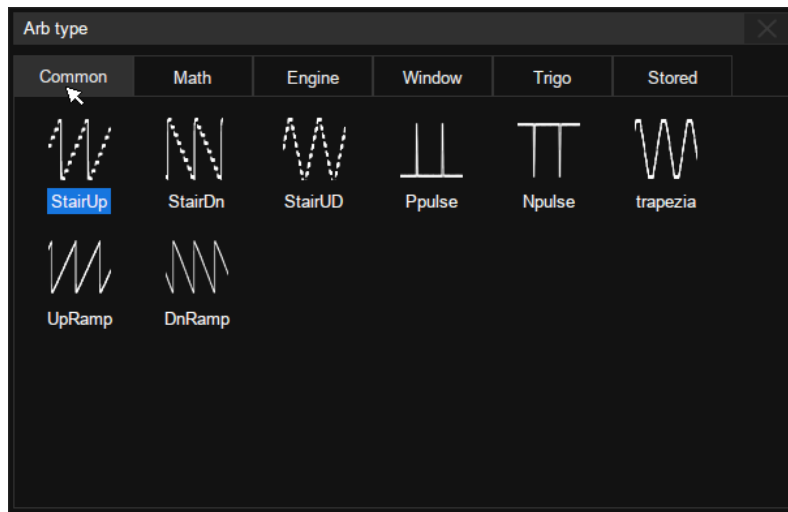 Arb type
Common Math Engine Window Trigo Stored
StairUp StairDn StairUD Ppulse Npulse trapezia
UpRamp DnRamp